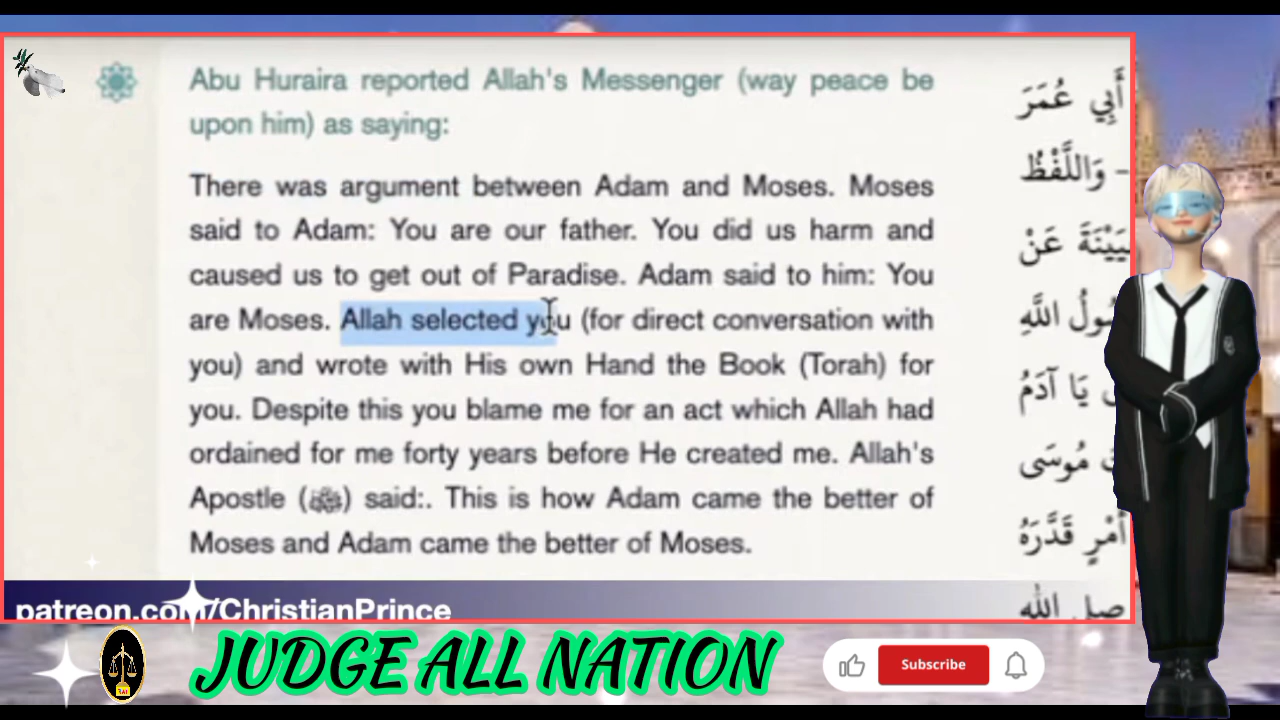 Abu Huraira reported Allah's Messenger (way peace be
upon him) as saying:
There was argument between Adam and Moses. Moses
said to Adam: You are our father. You did us harm and
caused us to get out of Paradise. Adam said to him: You
are Moses. Allah selected you (for direct conversation with
you) and wrote with His own Hand the Book (Torah) for
you. Despite this you blame me for an act which Allah had
ordained for me forty years before He created me. Allah's
Apostle (ﷺ) said:. This is how Adam came the better of
Moses and Adam came the better of Moses.
أَبِي عُمَرَ
- وَاللَّفْظُ
عَنْ
اللَّهِ
يَا آدَمُ
مُوسَى
أَمْرٍ قَدَّرَهُ
صلى الله
patreon.com/ChristianPrince
JUDGE ALL NATION
Subscribe